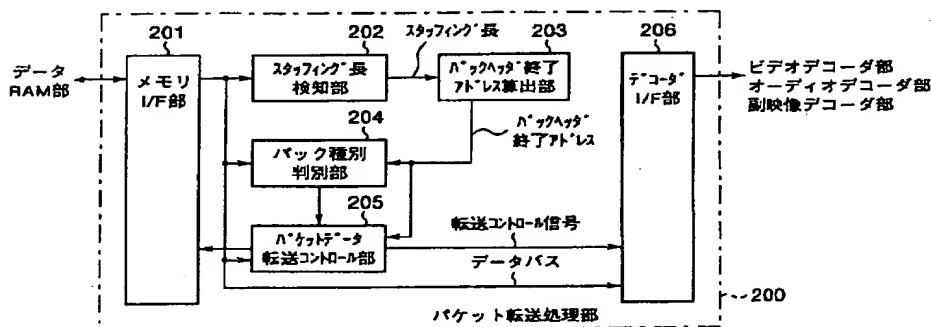 201
メモリ
I/F部
データ
RAM部
202
スタッフィング長
検知部
スタッフィング長
203
パックヘッダ終了
アドレス算出部
206
デコーダ
I/F部
ビデオデコーダ部
オーディオデコーダ部
副映像デコーダ部
204
パック種別
判別部
パックヘッダ
終了アドレス
205
パケットデータ
転送コントロール部
転送コントロール信号
データバス
200
パケット転送処理部